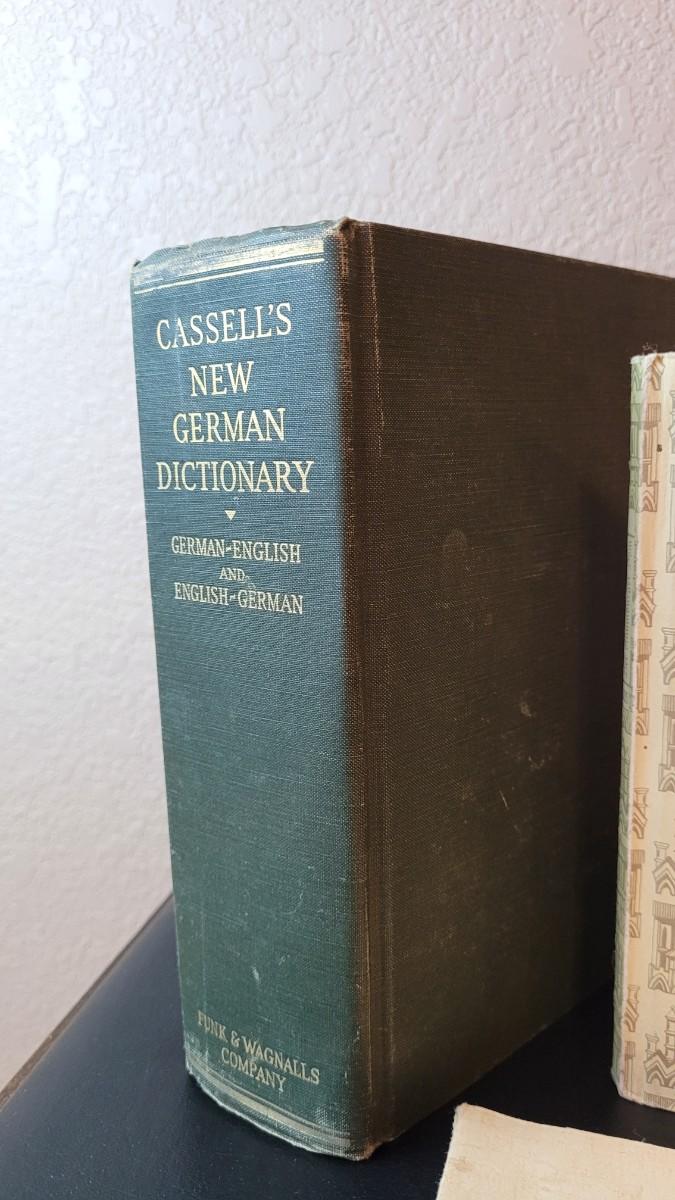 CASSELL'S
NEW
GERMAN
DICTIONARY
GERMAN-ENGLISH
AND
ENGLISH-GERMAN
FUNK & WAGNALLS
COMPANY